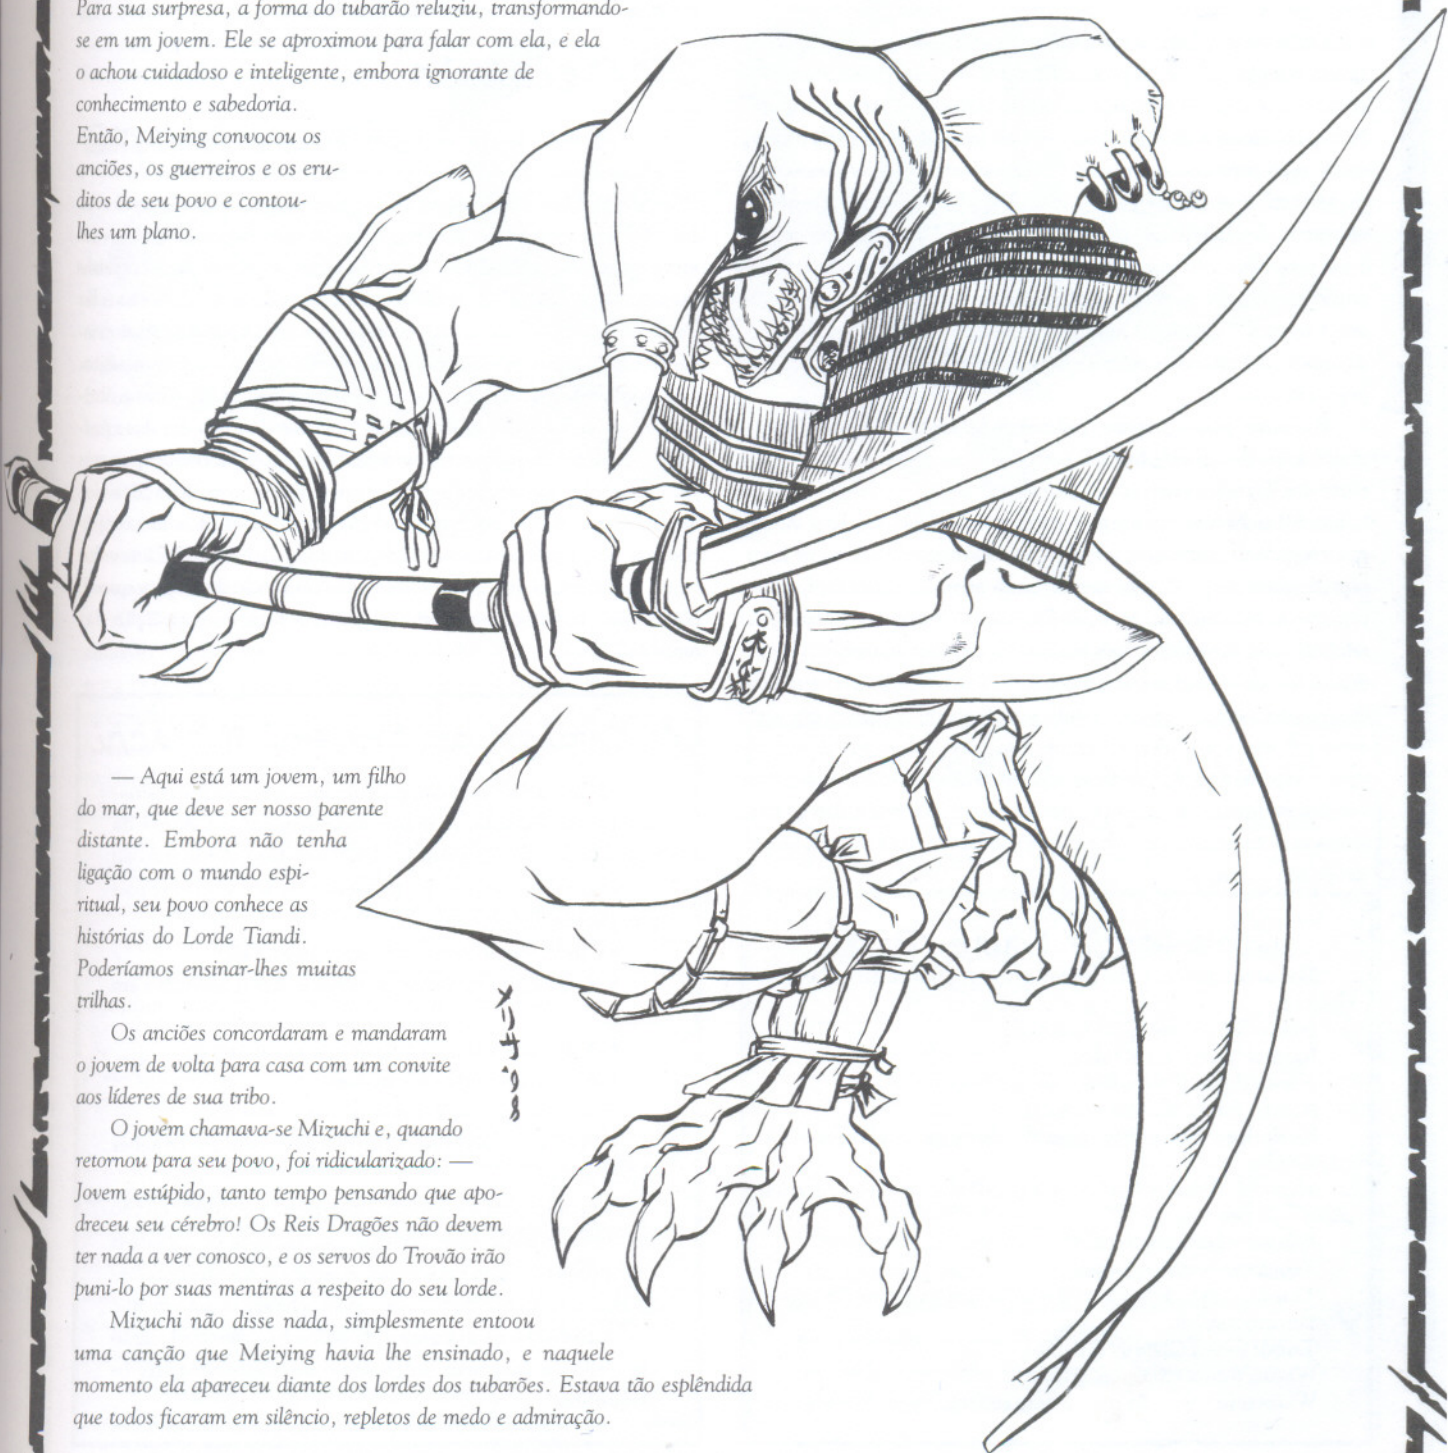 Para sua surpresa, a forma do tubarão reluziu, transformando-
se em um jovem. Ele se aproximou para falar com ela, e ela
o achou cuidadoso e inteligente, embora ignorante de
conhecimento e sabedoria.
Então, Meiying convocou os
anciões, os guerreiros e os eru-
ditos de seu povo e contou-
lhes um plano.
— Aqui está um jovem, um filho
do mar, que deve ser nosso parente
distante. Embora não tenha
ligação com o mundo espi-
ritual, seu povo conhece as
histórias do Lorde Tiandi.
Poderíamos ensinar-lhes muitas
trilhas.
Os anciões concordaram e mandaram
o jovem de volta para casa com um convite
aos líderes de sua tribo.
O jovem chamava-se Mizuchi e, quando
retornou para seu povo, foi ridicularizado: —
Jovem estúpido, tanto tempo pensando que apo-
dreceu seu cérebro! Os Reis Dragões não devem
ter nada a ver conosco, e os servos do Trovão irão
puni-lo por suas mentiras a respeito do seu lorde.
Mizuchi não disse nada, simplesmente entoou
uma canção que Meiying havia lhe ensinado, e naquele
momento ela apareceu diante dos lordes dos tubarões. Estava tão esplêndida
que todos ficaram em silêncio, repletos de medo e admiração.